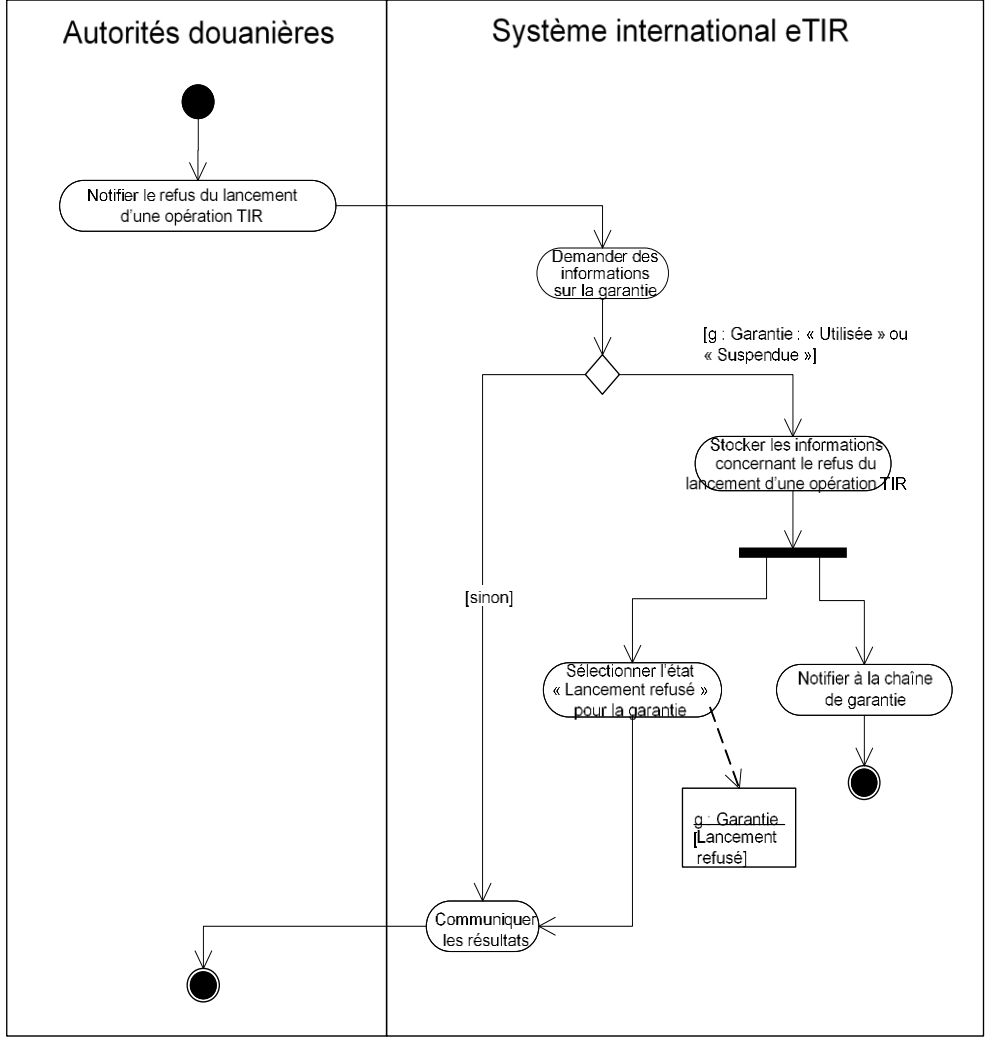 Autorités douanières
Système international eTIR
Notifier le refus du lancement
d’une opération TIR
Demander des
informations
sur la garantie
[g : Garantie : « Utilisée » ou
« Suspendue »]
Stocker les informations
concernant le refus du
lancement d’une opération TIR
[sinon]
Sélectionner l’état
« Lancement refusé »
pour la garantie
Notifier à la chaîne
de garantie
g : Garantie
[Lancement
refusé]
Communiquer
les résultats